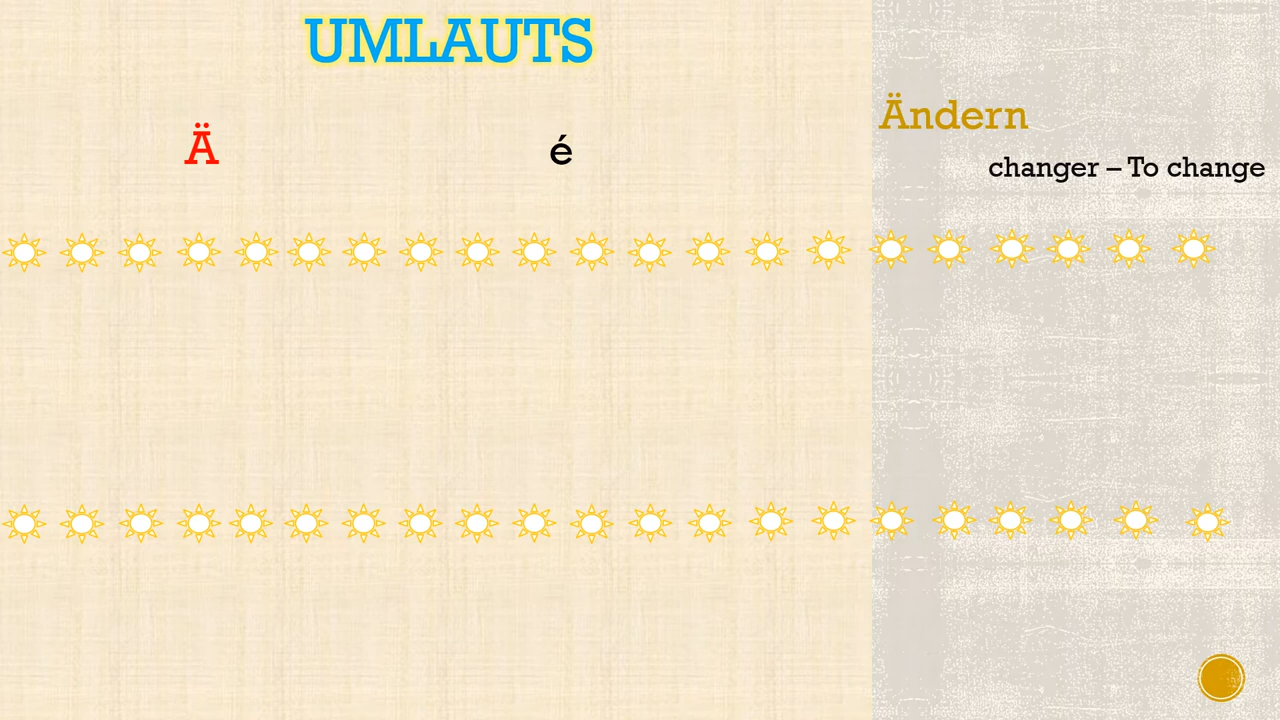 UMLAUTS
Ä é Ändern
changer – To change